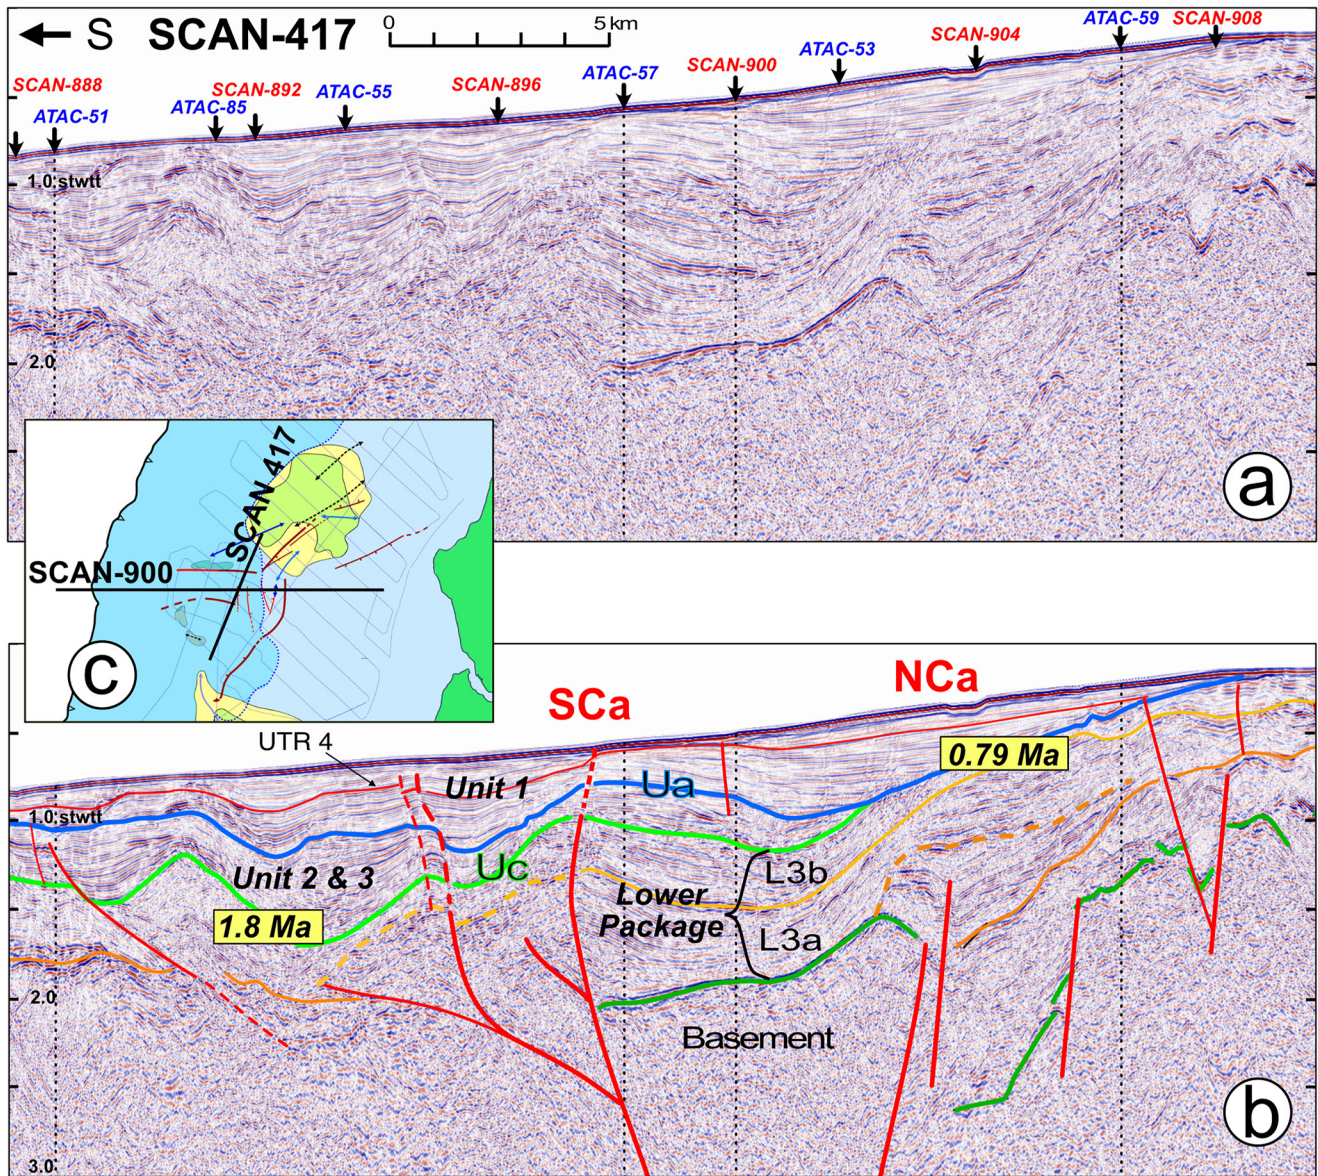 S SCAN-417
0 5 km
ATAC-59 SCAN-908
SCAN-904
ATAC-53
SCAN-900
ATAC-57
SCAN-888 SCAN-892 ATAC-55 SCAN-896
ATAC-51 ATAC-85
1.0 stwtt
2.0
a
SCAN 417
SCAN-900
c
SCa
NCa
UTR 4
0.79 Ma
Unit 1
Ua
1.0 stwtt
Uc
Unit 2 & 3
L3b
Lower
Package
1.8 Ma
L3a
2.0
Basement
b
3.0